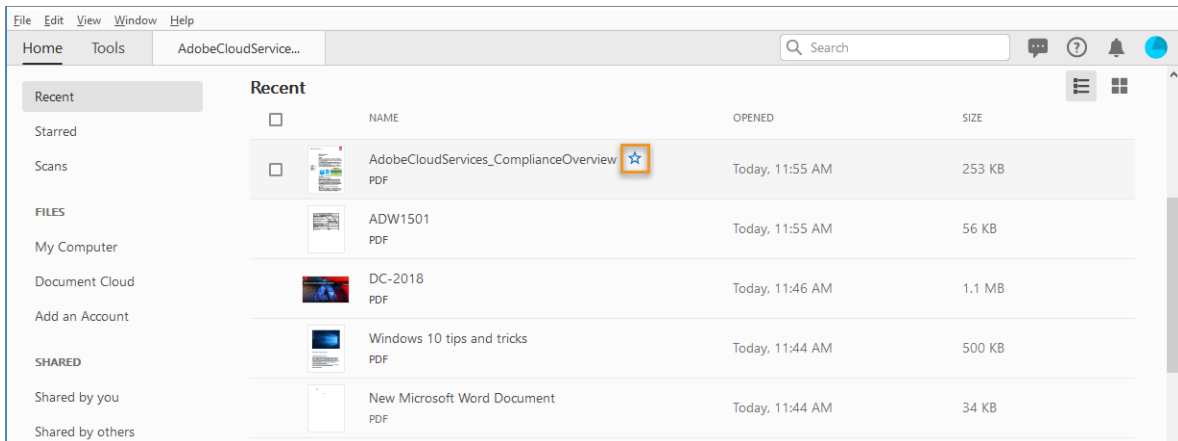 File Edit View Window Help
Home Tools AdobeCloudService... Search
Recent
Starred
Scans
FILES
My Computer
Document Cloud
Add an Account
SHARED
Shared by you
Shared by others
Recent
NAME OPENED SIZE
AdobeCloudServices_ComplianceOverview Today, 11:55 AM 253 KB
PDF
ADW1501 Today, 11:55 AM 56 KB
PDF
DC-2018 Today, 11:46 AM 1.1 MB
PDF
Windows 10 tips and tricks Today, 11:44 AM 500 KB
PDF
New Microsoft Word Document Today, 11:44 AM 34 KB
PDF